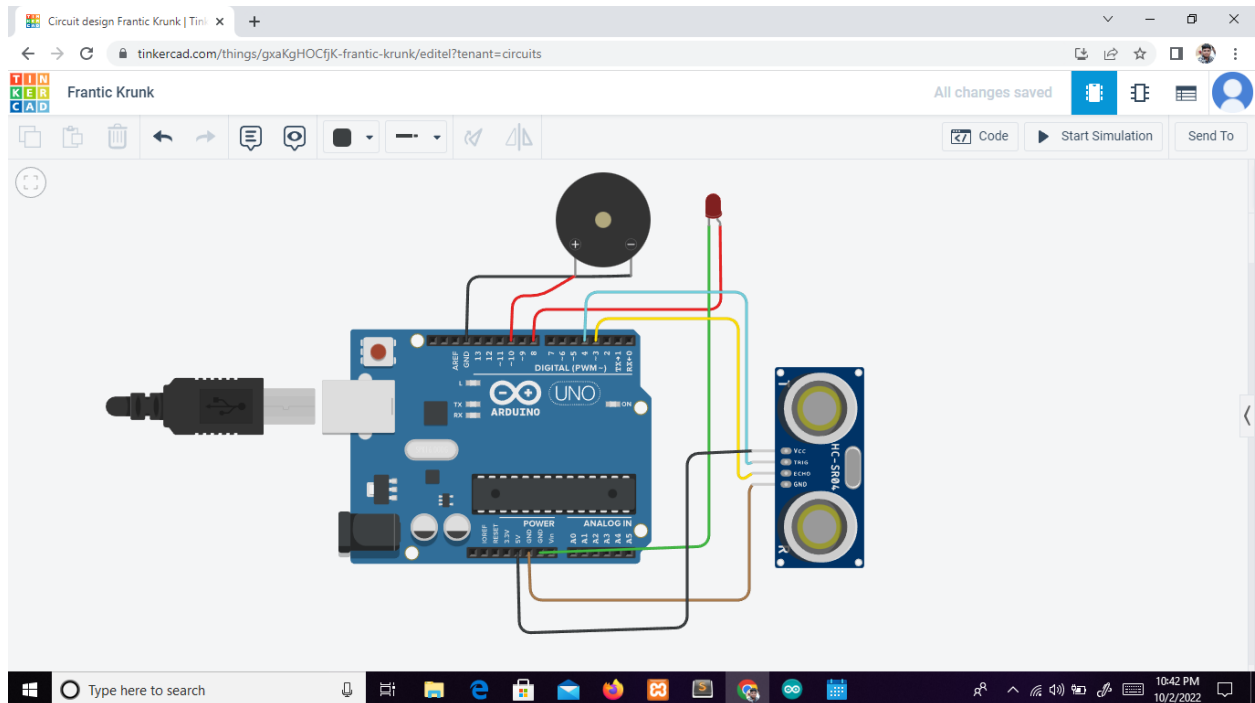 Circuit design Frantic Krunk | Tink
tinkercad.com/things/gxaKgHOCfjK-frantic-krunk/editel?tenant=circuits
TIN
KER
CAD
Frantic Krunk
All changes saved
Code
Start Simulation
Send To
AREF
GND
13
12
~11
~10
~9
8
7
~6
~5
4
~3
2
TX→1
RX←0
DIGITAL (PWM~)
L
TX
RX
ARDUINO
UNO
ON
T
Vcc
TRIG
ECHO
GND
HC-SR04
R
POWER
ANALOG IN
IOREF
RESET
3.3V
5V
GND
GND
Vin
A0
A1
A2
A3
A4
A5
Type here to search
10:42 PM
10/2/2022